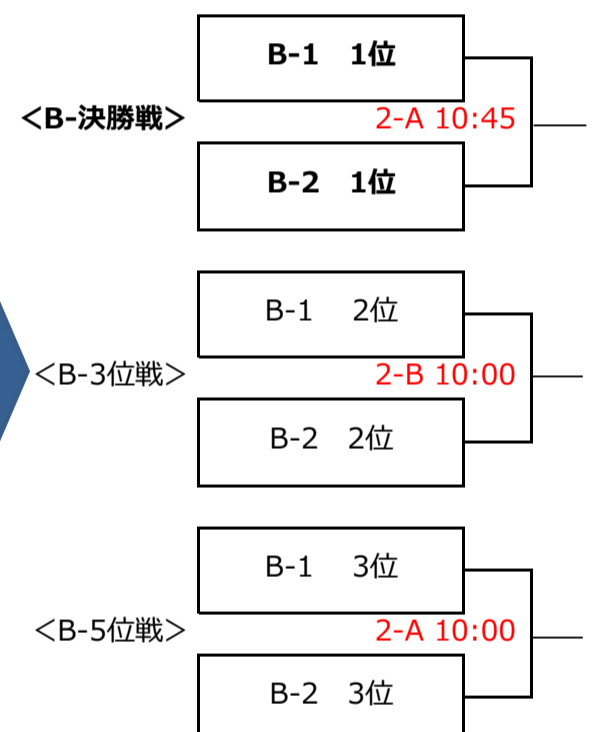 B-1 1位
<B-決勝戦>
2-A 10:45
B-2 1位
B-1 2位
<B-3位戦>
2-B 10:00
B-2 2位
B-1 3位
<B-5位戦>
2-A 10:00
B-2 3位